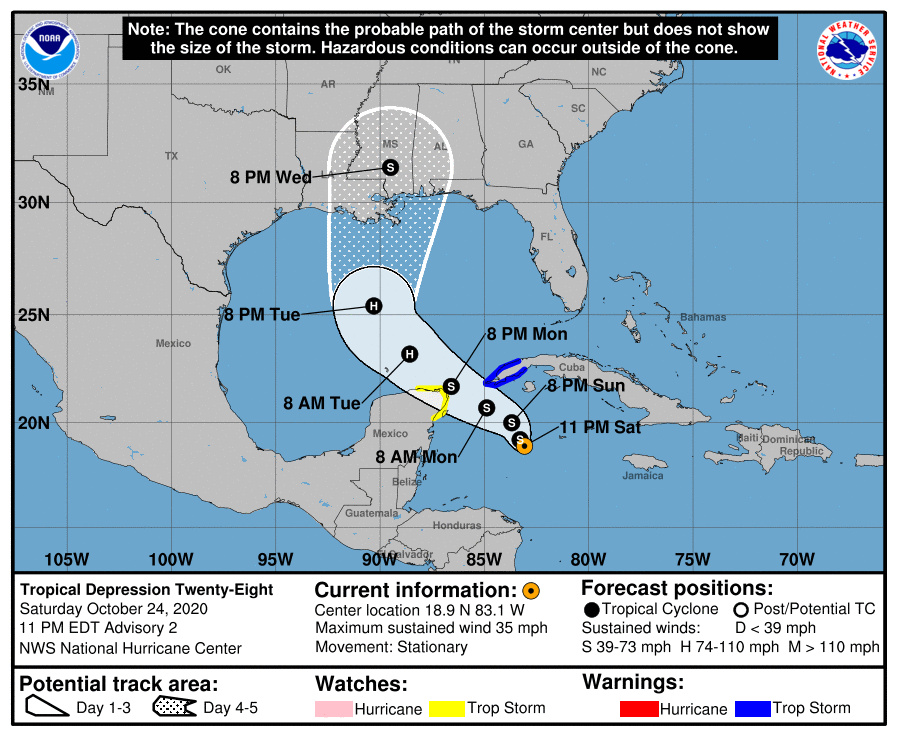 Note: The cone contains the probable path of the storm center but does not show
the size of the storm. Hazardous conditions can occur outside of the cone.
NOAA
NATIONAL WEATHER SERVICE
OK
TN
NC
AR
35N
NM
SC
TX
MS
AL
GA
8 PM Wed
S
30N
LA
FL
H
8 PM Tue
25N
Bahamas
Mexico
8 PM Mon
H
Cuba
S
8 PM Sun
8 AM Tue
S
S
20N
11 PM Sat
Mexico
S
Haiti
Dominican
Republic
8 AM Mon
Jamaica
Belize
Guatemala
Honduras
El Salvador
105W 100W 95W 90W 85W 80W 75W 70W
Tropical Depression Twenty-Eight
Saturday October 24, 2020
11 PM EDT Advisory 2
NWS National Hurricane Center
Current information:
Center location 18.9 N 83.1 W
Maximum sustained wind 35 mph
Movement: Stationary
Forecast positions:
Tropical Cyclone Post/Potential TC
Sustained winds: D < 39 mph
S 39-73 mph H 74-110 mph M > 110 mph
Potential track area:
Day 1-3 Day 4-5
Watches:
Hurricane Trop Storm
Warnings:
Hurricane Trop Storm